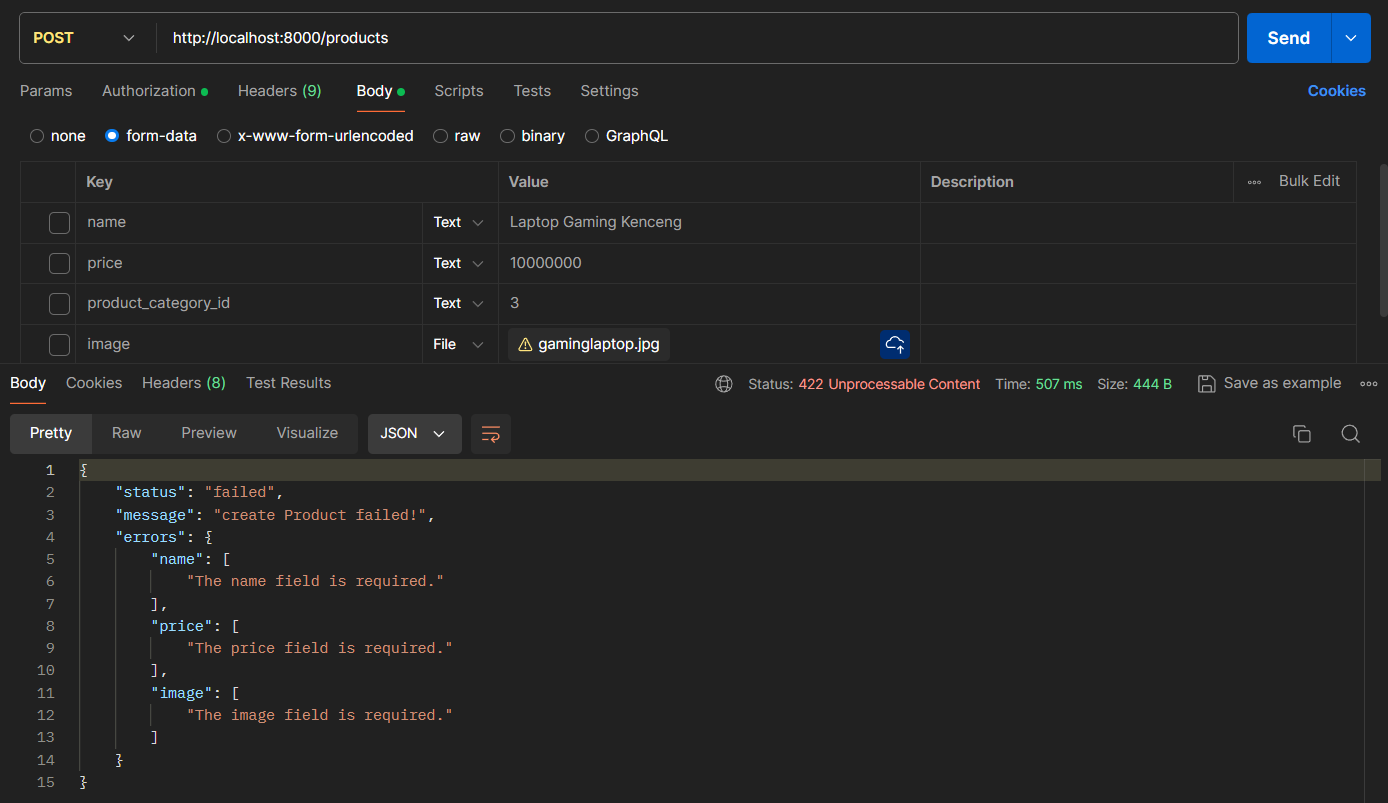 POST http://localhost:8000/products Send
Params Authorization Headers (9) Body Scripts Tests Settings Cookies
none form-data x-www-form-urlencoded raw binary GraphQL
Key Value Description Bulk Edit
name Text Laptop Gaming Kenceng
price Text 10000000
product_category_id Text 3
image File gaminglaptop.jpg
Body Cookies Headers (8) Test Results Status: 422 Unprocessable Content Time: 507 ms Size: 444 B Save as example
Pretty Raw Preview Visualize JSON
1 {
2 "status": "failed",
3 "message": "create Product failed!",
4 "errors": {
5 "name": [
6 "The name field is required."
7 ],
8 "price": [
9 "The price field is required."
10 ],
11 "image": [
12 "The image field is required."
13 ]
14 }
15 }